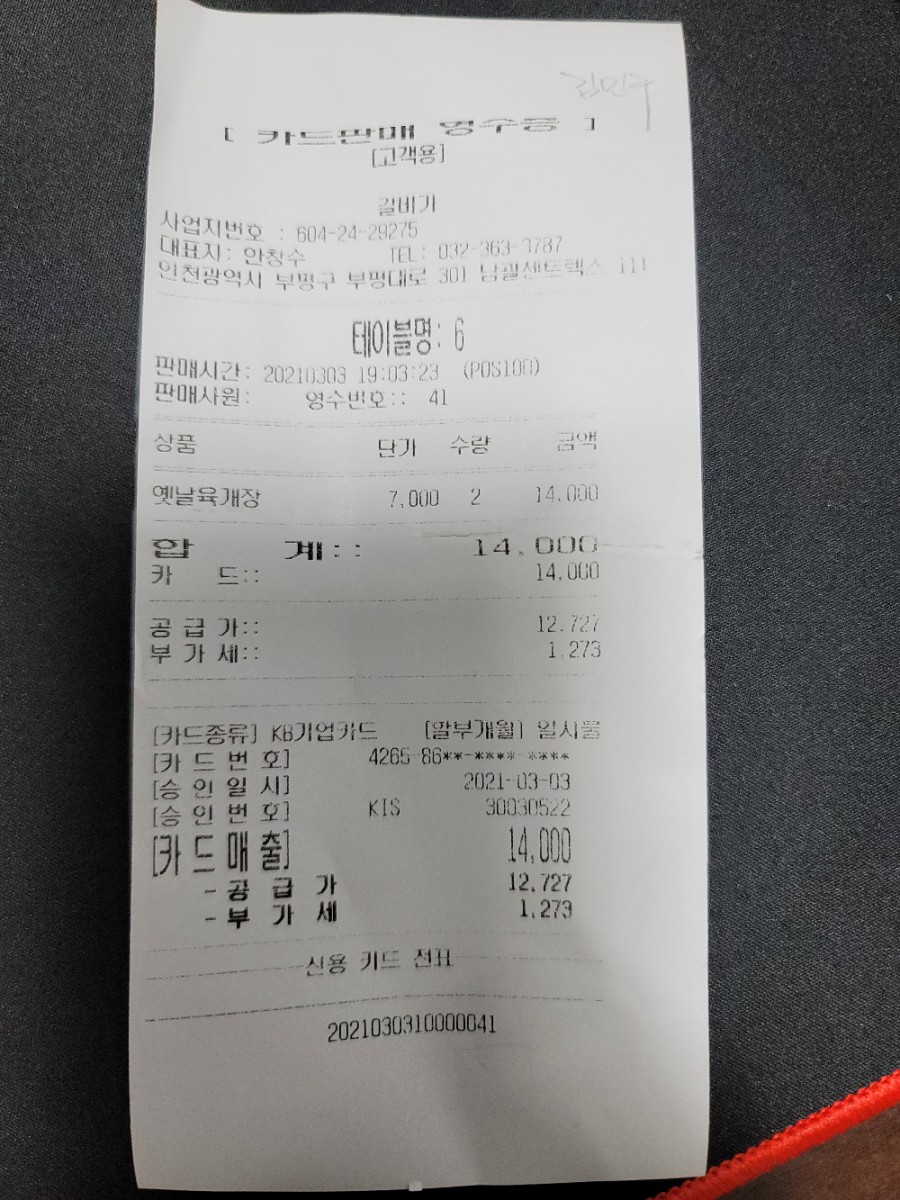 김민구
[ 카드판매 영수증 ]
[고객용]
갈비가
사업지번호 : 604-24-29275
대표자: 안칭수 TEL: 032-363-3787
인천광역시 부평구 부평대로 301 남광센트렉스 111
테이블명: 6
판매시간: 20210303 19:03:23 (POS100)
판매사원: 영수번호:: 41
상품 단가 수량 금액
옛날육개장 7,000 2 14,000
합 계:: 14,000
카 드:: 14,000
공 급 가:: 12,727
부 가 세:: 1,273
[카드종류] KB기업카드 [할부개월] 일시불
[카 드 번 호] 4265-86**-****-****
[승 인 일 시] 2021-03-03
[승 인 번 호] KIS 30030522
[카 드 매 출] 14,000
- 공 급 가 12,727
- 부 가 세 1,273
신용 카드 전표
2021030310000041